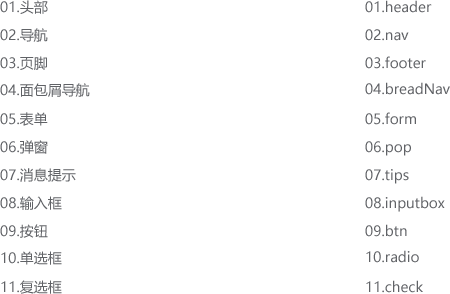 01.头部 01.header
02.导航 02.nav
03.页脚 03.footer
04.面包屑导航 04.breadNav
05.表单 05.form
06.弹窗 06.pop
07.消息提示 07.tips
08.输入框 08.inputbox
09.按钮 09.btn
10.单选框 10.radio
11.复选框 11.check